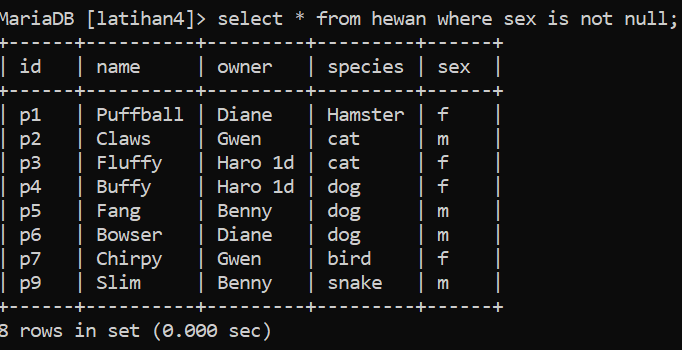 MariaDB [latihan4]> select * from hewan where sex is not null;
+------+----------+---------+---------+------+
| id   | name     | owner   | species | sex  |
+------+----------+---------+---------+------+
| p1   | Puffball | Diane   | Hamster | f    |
| p2   | Claws    | Gwen    | cat     | m    |
| p3   | Fluffy   | Haro 1d | cat     | f    |
| p4   | Buffy    | Haro 1d | dog     | f    |
| p5   | Fang     | Benny   | dog     | m    |
| p6   | Bowser   | Diane   | dog     | m    |
| p7   | Chirpy   | Gwen    | bird    | f    |
| p9   | Slim     | Benny   | snake   | m    |
+------+----------+---------+---------+------+
8 rows in set (0.000 sec)